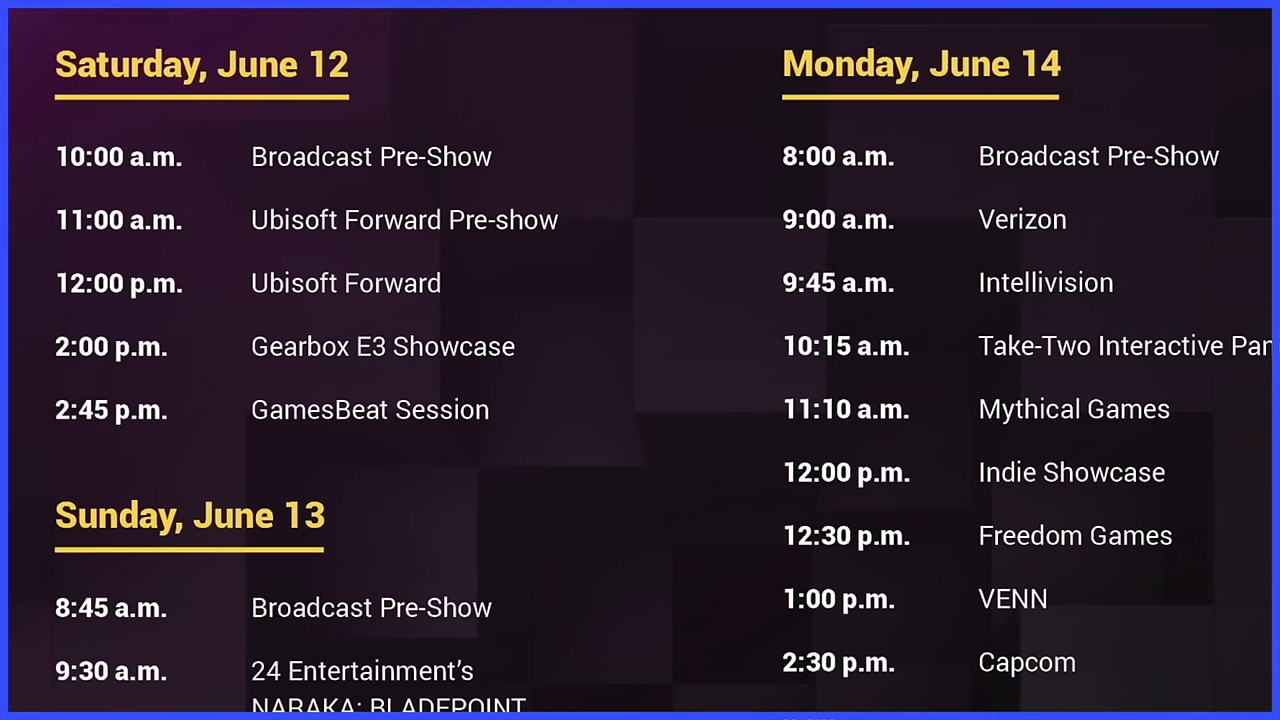 Saturday, June 12
10:00 a.m. Broadcast Pre-Show
11:00 a.m. Ubisoft Forward Pre-show
12:00 p.m. Ubisoft Forward
2:00 p.m. Gearbox E3 Showcase
2:45 p.m. GamesBeat Session
Sunday, June 13
8:45 a.m. Broadcast Pre-Show
9:30 a.m. 24 Entertainment’s
NARAKA: BLADEPOINT
Monday, June 14
8:00 a.m. Broadcast Pre-Show
9:00 a.m. Verizon
9:45 a.m. Intellivision
10:15 a.m. Take-Two Interactive
11:10 a.m. Mythical Games
12:00 p.m. Indie Showcase
12:30 p.m. Freedom Games
1:00 p.m. VENN
2:30 p.m. Capcom